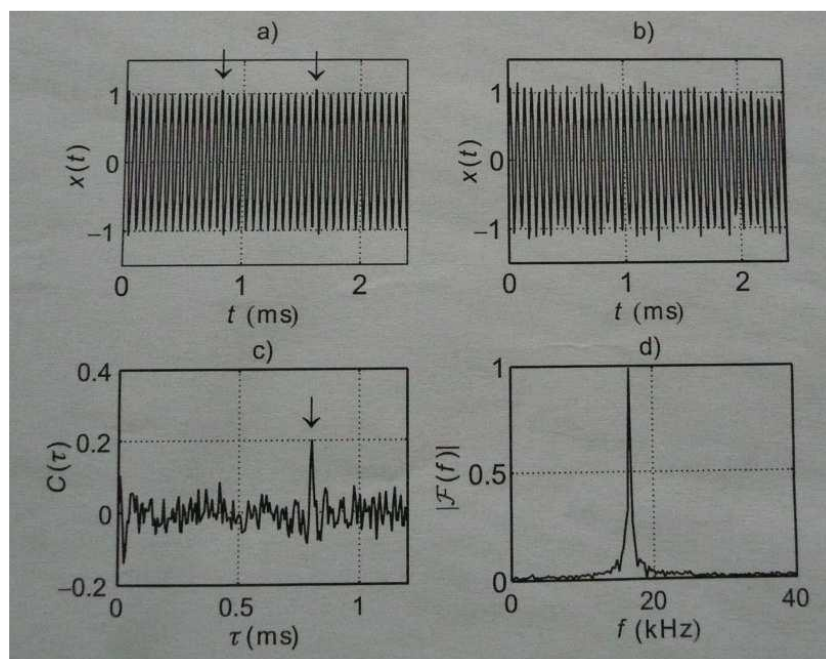 a)
x(t)
1
0
−1
0 1 2
t (ms)
b)
x(t)
1
0
−1
0 1 2
t (ms)
c)
C(τ)
0.4
0.2
0
−0.2
0 0.5 1
τ (ms)
d)
|ℱ(f)|
1
0.5
0
0 20 40
f (kHz)